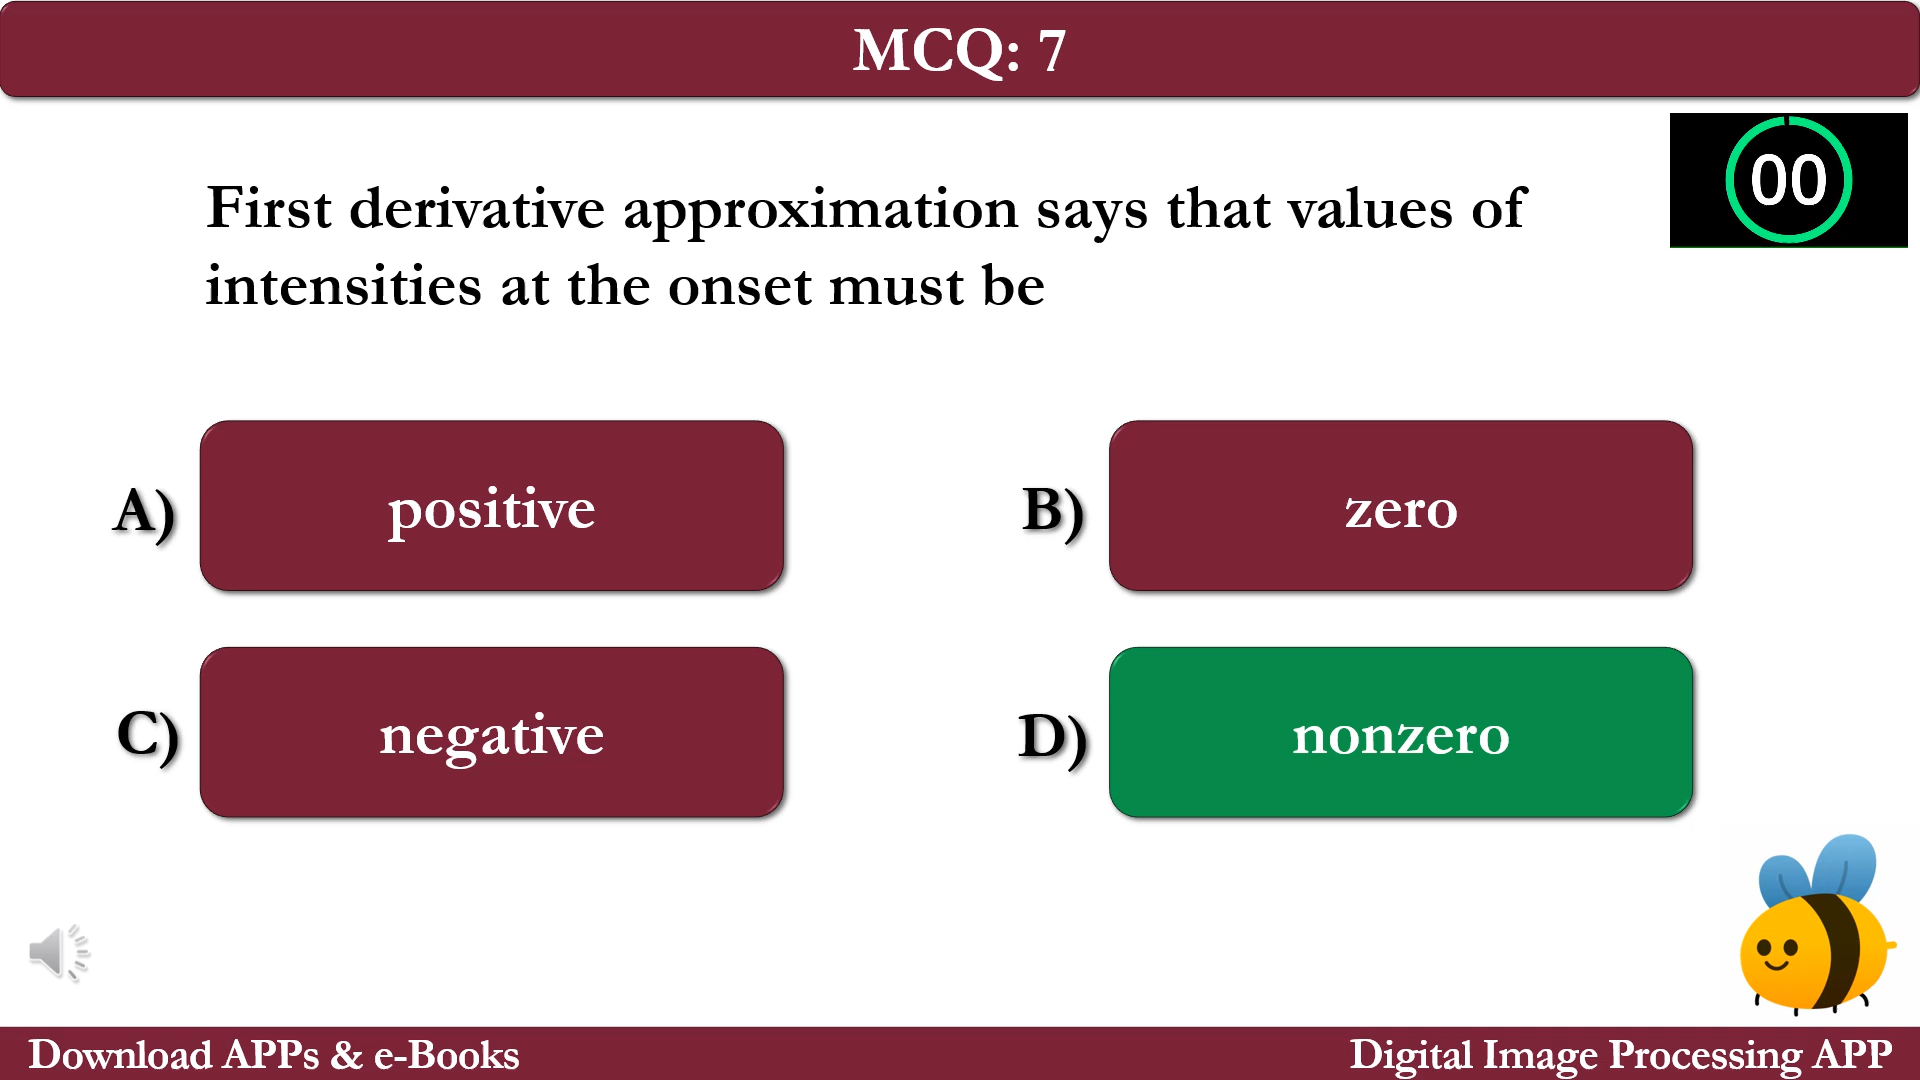 MCQ: 7
00
First derivative approximation says that values of
intensities at the onset must be
A) positive
B) zero
C) negative
D) nonzero
Download APPs & e-Books
Digital Image Processing APP